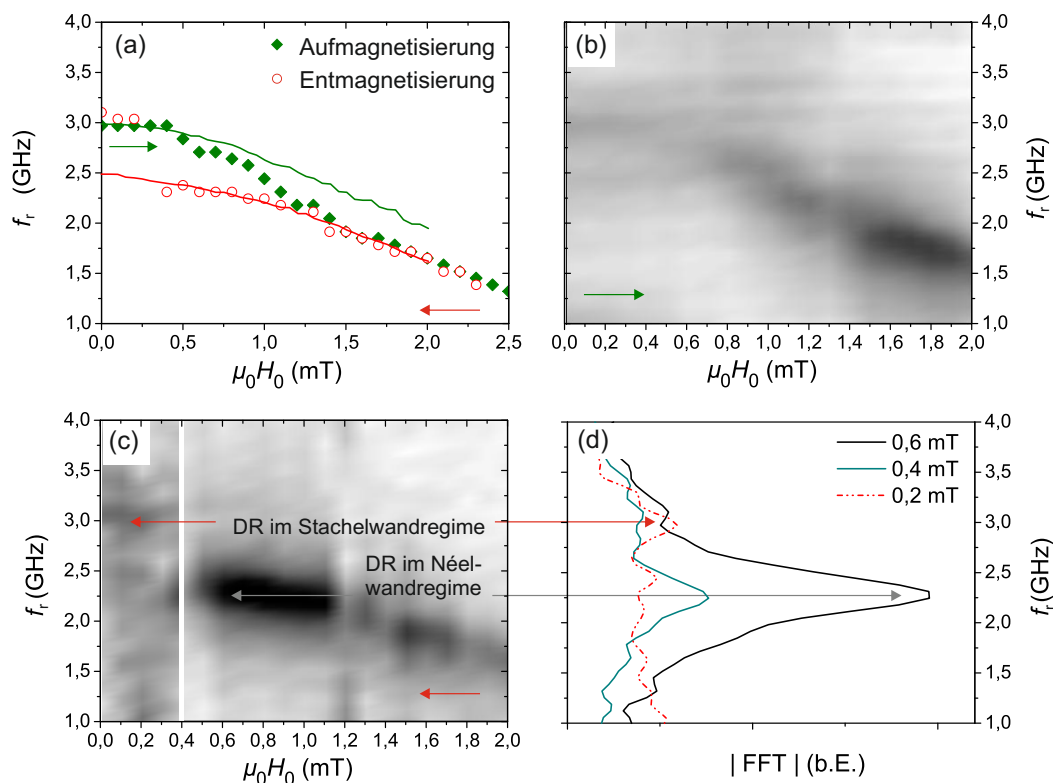 (a)
Aufmagnetisierung
Entmagnetisierung
4,0
3,5
3,0
2,5
2,0
1,5
1,0
fr (GHz)
0,0 0,5 1,0 1,5 2,0 2,5
μ0H0 (mT)
(b)
4,0
3,5
3,0
2,5
2,0
1,5
1,0
fr (GHz)
0,0 0,2 0,4 0,6 0,8 1,0 1,2 1,4 1,6 1,8 2,0
μ0H0 (mT)
(c)
4,0
3,5
3,0
2,5
2,0
1,5
1,0
fr (GHz)
DR im Stachelwandregime
DR im Néel-
wandregime
0,0 0,2 0,4 0,6 0,8 1,0 1,2 1,4 1,6 1,8 2,0
μ0H0 (mT)
(d)
0,6 mT
0,4 mT
0,2 mT
4,0
3,5
3,0
2,5
2,0
1,5
1,0
fr (GHz)
| FFT | (b.E.)